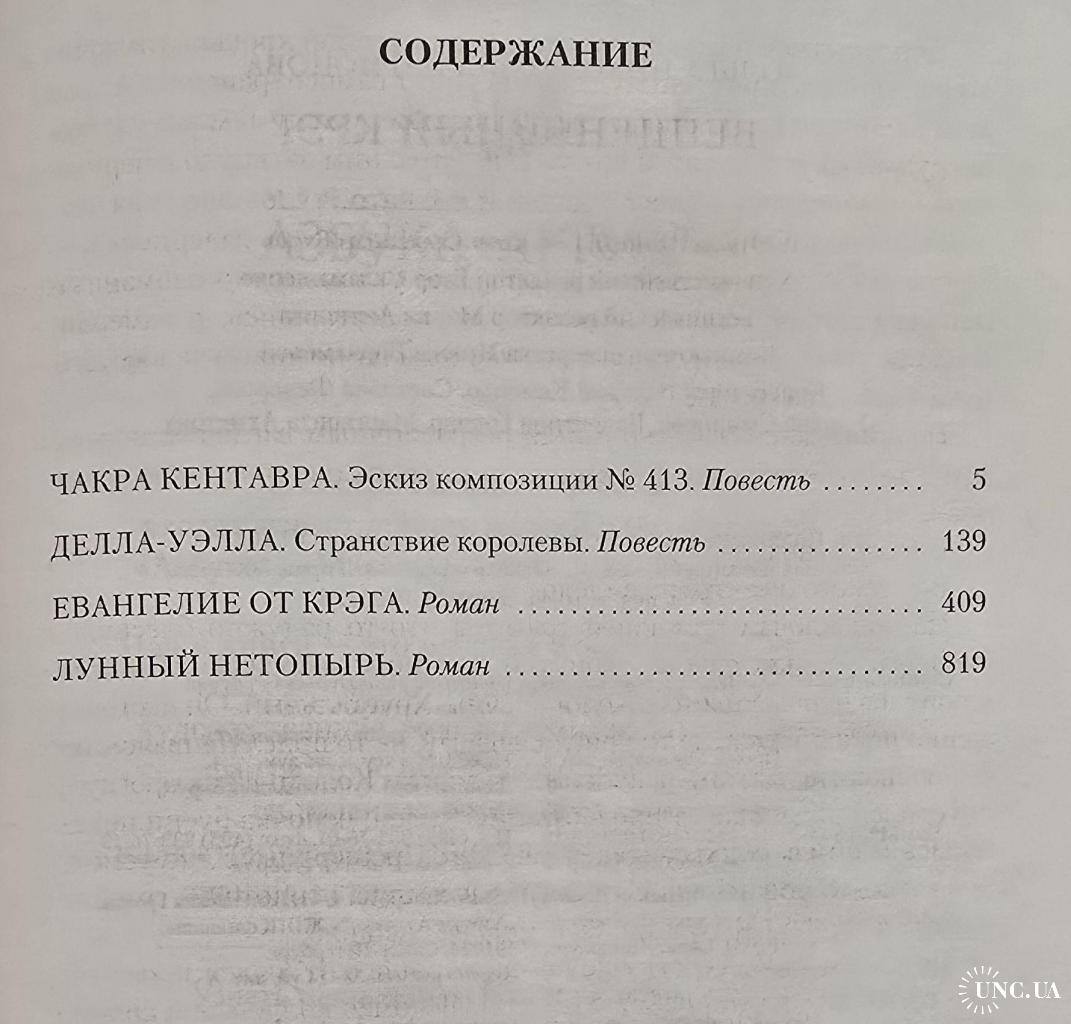 СОДЕРЖАНИЕ
ЧАКРА КЕНТАВРА. Эскиз композиции № 413. Повесть ........ 5
ДЕЛЛА-УЭЛЛА. Странствие королевы. Повесть ................ 139
ЕВАНГЕЛИЕ ОТ КРЭГА. Роман ................................ 409
ЛУННЫЙ НЕТОПЫРЬ. Роман ................................. 819
UNC.UA